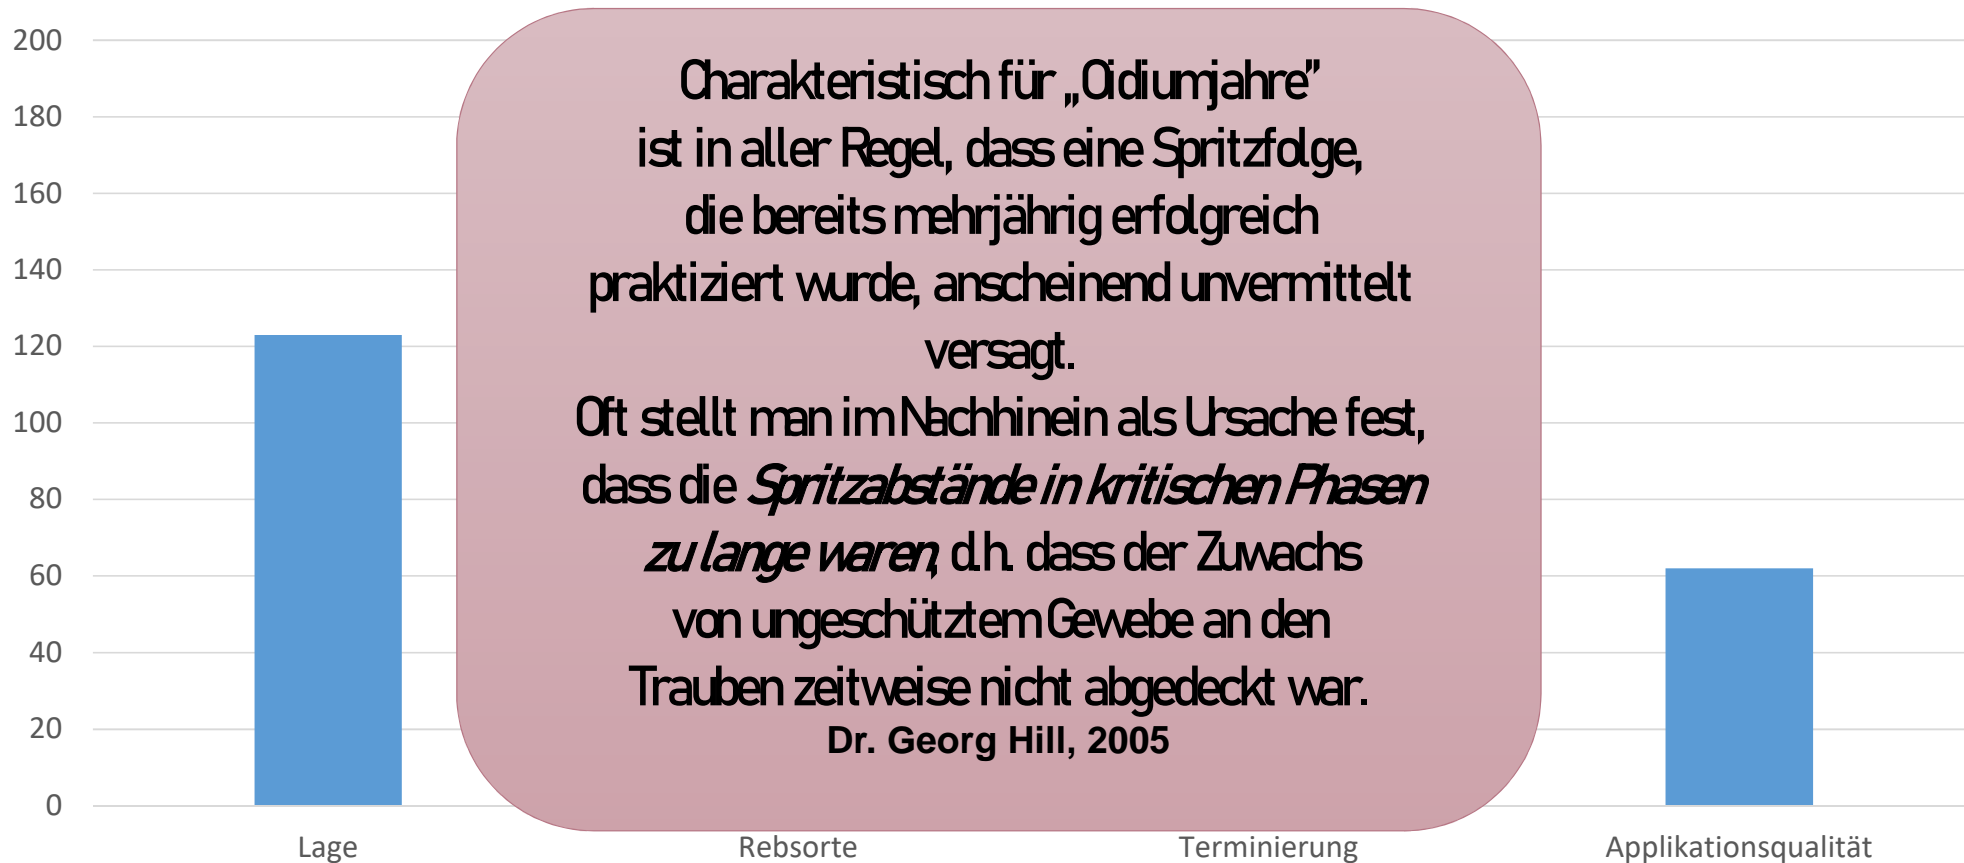 200
180
160
140
120
100
80
60
40
20
0
Charakteristisch für „Oidiumjahre”
ist in aller Regel, dass eine Spritzfolge,
die bereits mehrjährig erfolgreich
praktiziert wurde, anscheinend unvermittelt
versagt.
Oft stellt man im Nachhinein als Ursache fest,
dass die Spritzabstände in kritischen Phasen
zu lange waren, d.h. dass der Zuwachs
von ungeschütztem Gewebe an den
Trauben zeitweise nicht abgedeckt war.
Dr. Georg Hill, 2005
Lage Rebsorte Terminierung Applikationsqualität